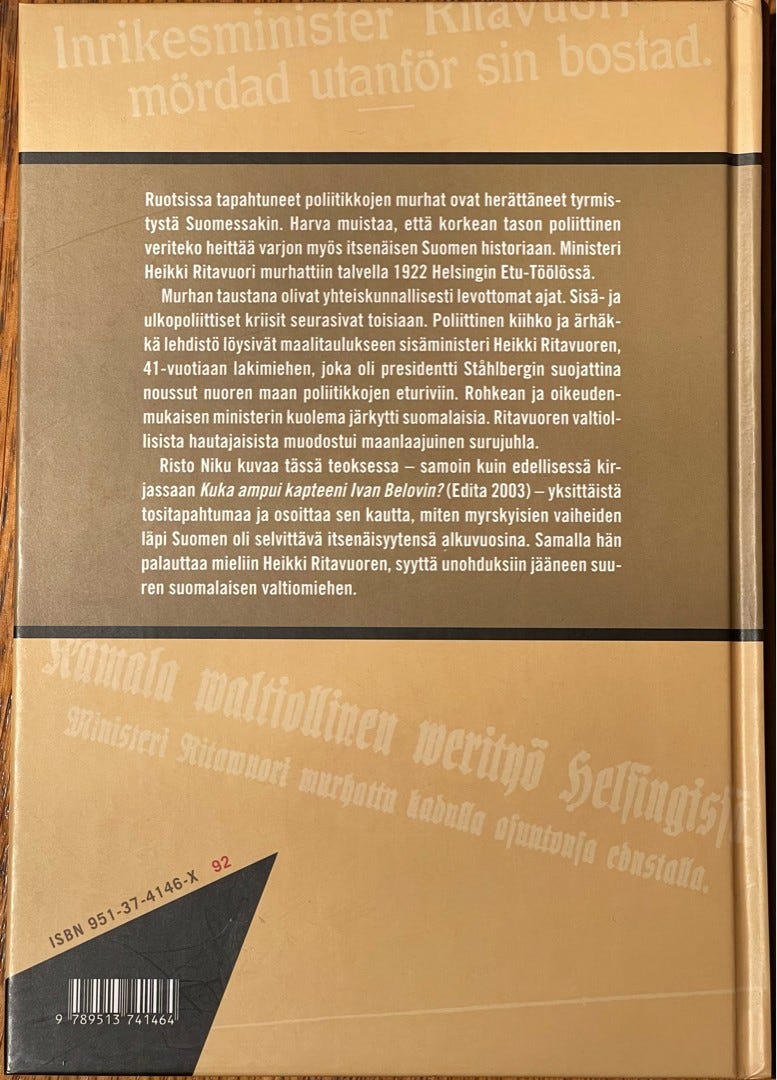 Inrikesminister Ritavuori
mördad utanför sin bostad.
Ruotsissa tapahtuneet poliitikkojen murhat ovat herättäneet tyrmis-
tystä Suomessakin. Harva muistaa, että korkean tason poliittinen
veriteko heittää varjon myös itsenäisen Suomen historiaan. Ministeri
Heikki Ritavuori murhattiin talvella 1922 Helsingin Etu-Töölössä.
Murhan taustana olivat yhteiskunnallisesti levottomat ajat. Sisä- ja
ulkopoliittiset kriisit seurasivat toisiaan. Poliittinen kiihko ja ärhäk-
kä lehdistö löysivät maalitaulukseen sisäministeri Heikki Ritavuoren,
41-vuotiaan lakimiehen, joka oli presidentti Ståhlbergin suojattina
noussut nuoren maan poliitikkojen eturiviin. Rohkean ja oikeuden-
mukaisen ministerin kuolema järkytti suomalaisia. Ritavuoren valtiol-
lisista hautajaisista muodostui maanlaajuinen surujuhla.
Risto Niku kuvaa tässä teoksessa – samoin kuin edellisessä kir-
jassaan Kuka ampui kapteeni Ivan Belovin? (Edita 2003) – yksittäistä
tositapahtumaa ja osoittaa sen kautta, miten myrskyisien vaiheiden
läpi Suomen oli selvittävä itsenäisyytensä alkuvuosina. Samalla hän
palauttaa mieliin Heikki Ritavuoren, syyttä unohduksiin jääneen suu-
ren suomalaisen valtiomiehen.
Kamala waltiollinen werityö Helsingissä
Ministeri Ritawuori murhattu kadulla asuntonsa edustalla.
ISBN 951-37-4146-X 92
9 789513 741464